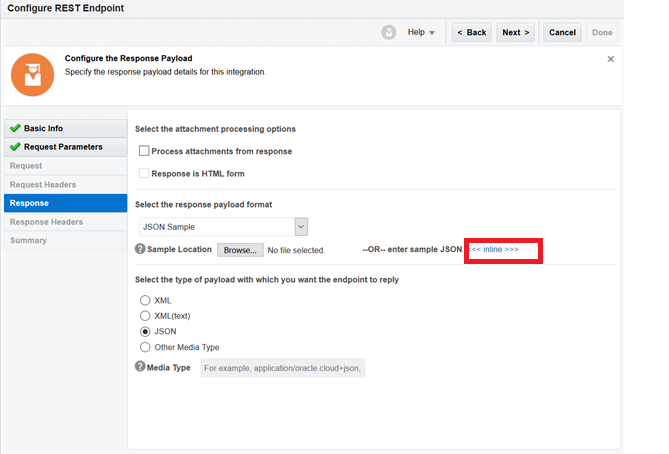 Configure REST Endpoint
Help
< Back
Next >
Cancel
Done
Configure the Response Payload
Specify the response payload details for this integration.
Basic Info
Request Parameters
Request
Request Headers
Response
Response Headers
Summary
Select the attachment processing options
Process attachments from response
Response is HTML form
Select the response payload format
JSON Sample
? Sample Location Browse... No file selected. --OR-- enter sample JSON <<< inline >>>
Select the type of payload with which you want the endpoint to reply
XML
XML(text)
JSON
Other Media Type
? Media Type For example, application/oracle.cloud+json,